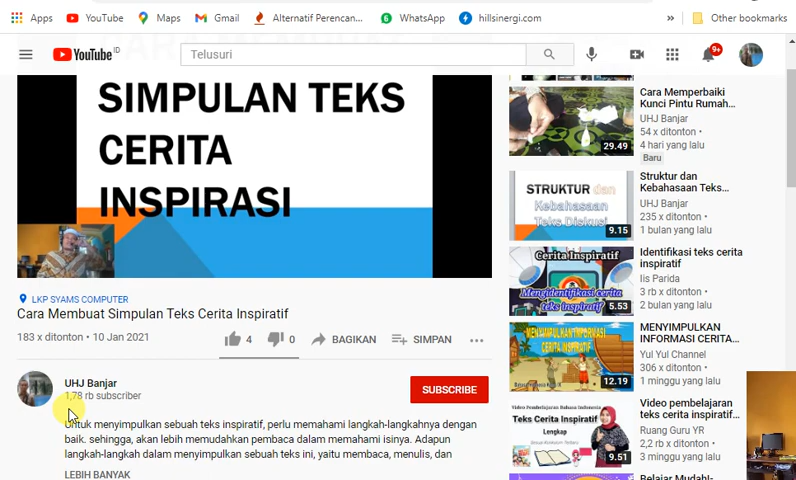 Apps
YouTube
Maps
Gmail
Alternatif Perencan...
6
WhatsApp
hillsinergi.com
»
Other bookmarks
YouTube ID
Telusuri
9+
SIMPULAN TEKS
CERITA
INSPIRASI
LKP SYAMS COMPUTER
Cara Membuat Simpulan Teks Cerita Inspiratif
183 x ditonton • 10 Jan 2021
4
0
BAGIKAN
SIMPAN
UHJ Banjar
1,78 rb subscriber
SUBSCRIBE
Untuk menyimpulkan sebuah teks inspiratif, perlu memahami langkah-langkahnya dengan
baik. sehingga, akan lebih memudahkan pembaca dalam memahami isinya. Adapun
langkah-langkah dalam menyimpulkan sebuah teks ini, yaitu membaca, menulis, dan
LEBIH BANYAK
29.49
Cara Memperbaiki
Kunci Pintu Rumah...
UHJ Banjar
54 x ditonton •
4 hari yang lalu
Baru
STRUKTUR dan
Kebahasaan
Teks Diskusi
9.15
Struktur dan
Kebahasaan Teks...
UHJ Banjar
235 x ditonton •
1 bulan yang lalu
Cerita Inspiratif
Mengidentifikasi cerita
teks inspiratif
5.53
Identifikasi teks cerita
inspiratif
Iis Parida
3 rb x ditonton •
2 bulan yang lalu
MENYIMPULKAN INFORMASI
CERITA INSPIRATIF
12.19
MENYIMPULKAN
INFORMASI CERITA...
Yul Yul Channel
306 x ditonton •
1 minggu yang lalu
Video Pembelajaran Bahasa Indonesia
Teks Cerita Inspiratif
Lengkap
9.51
Video pembelajaran
teks cerita inspiratif...
Ruang Guru YR
2,2 rb x ditonton •
3 minggu yang lalu
Belajar Mudah!-